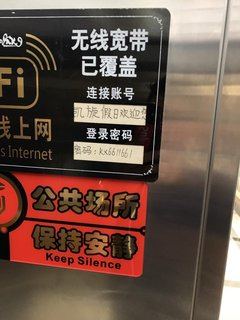 无线宽带
已覆盖
连接账号
凯旋假日欢迎您
登录密码
密码:kx6611661
Fi
线上网
s Internet
公共场所
保持安静
Keep Silence